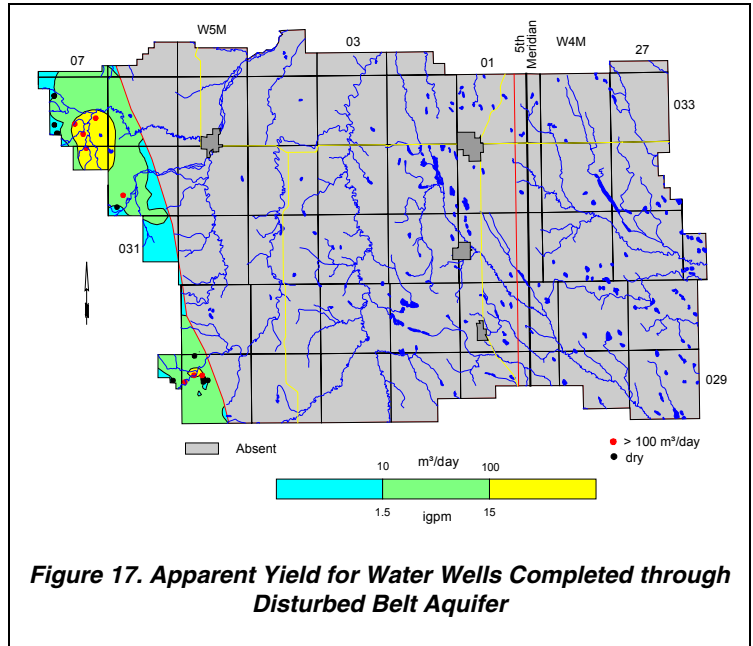 W5M
07
03
01
5th
Meridian
W4M
27
033
031
029
Absent
> 100 m³/day
dry
10
m³/day
100
1.5
igpm
15
Figure 17. Apparent Yield for Water Wells Completed through
Disturbed Belt Aquifer